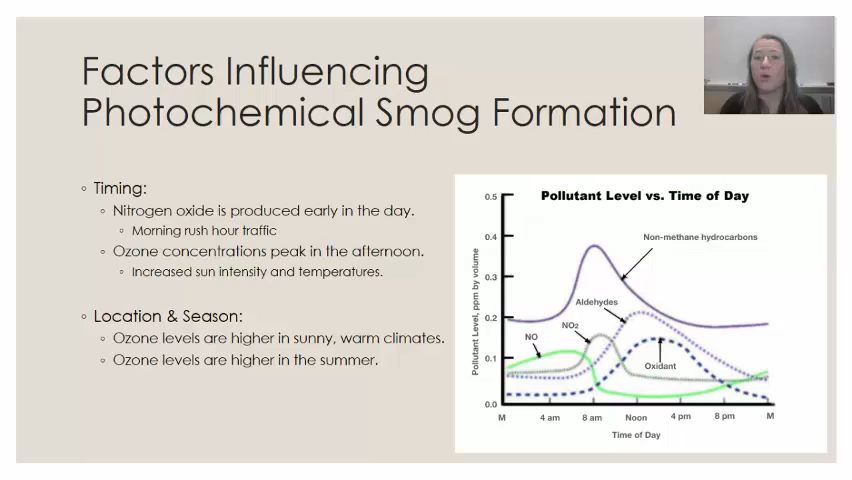 Factors Influencing
Photochemical Smog Formation
◦ Timing:
◦ Nitrogen oxide is produced early in the day.
◦ Morning rush hour traffic
◦ Ozone concentrations peak in the afternoon.
◦ Increased sun intensity and temperatures.
◦ Location & Season:
◦ Ozone levels are higher in sunny, warm climates.
◦ Ozone levels are higher in the summer.
Pollutant Level vs. Time of Day
Pollutant Level, ppm by volume
0.5
0.4
0.3
0.2
0.1
0.0
Non-methane hydrocarbons
Aldehydes
NO2
NO
Oxidant
M 4 am 8 am Noon 4 pm 8 pm M
Time of Day